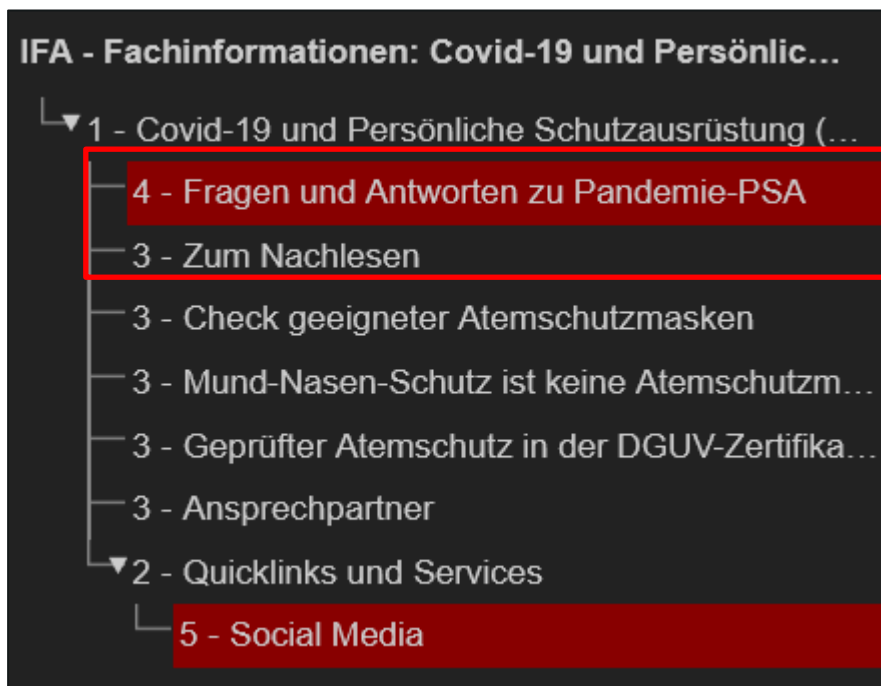 IFA - Fachinformationen: Covid-19 und Persönlic...
1 - Covid-19 und Persönliche Schutzausrüstung (...
4 - Fragen und Antworten zu Pandemie-PSA
3 - Zum Nachlesen
3 - Check geeigneter Atemschutzmasken
3 - Mund-Nasen-Schutz ist keine Atemschutzm...
3 - Geprüfter Atemschutz in der DGUV-Zertifika...
3 - Ansprechpartner
2 - Quicklinks und Services
5 - Social Media